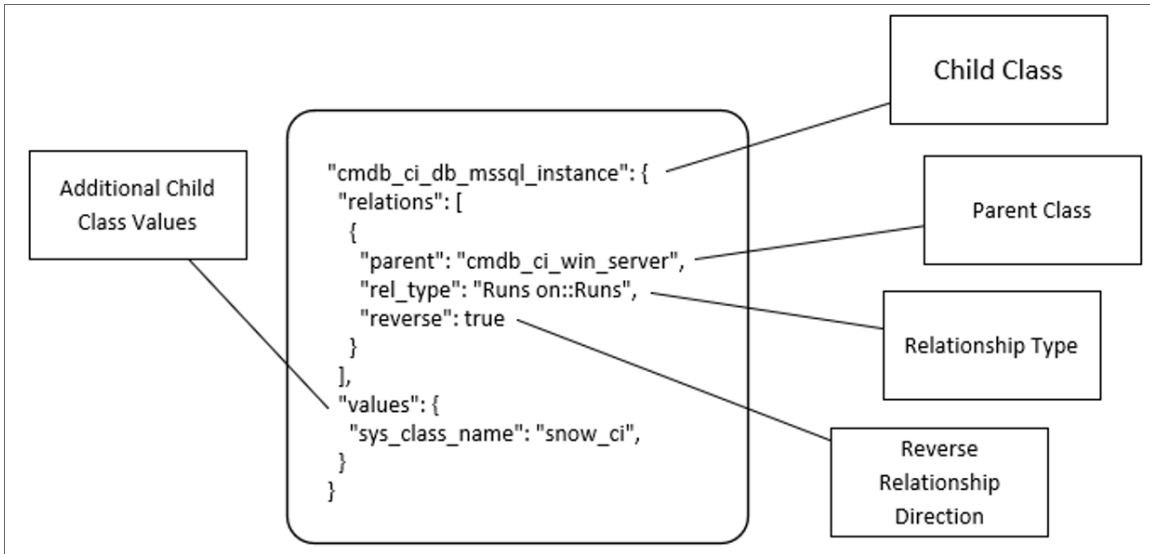 Child Class
Additional Child
Class Values
"cmdb_ci_db_mssql_instance": {
"relations": [
{
"parent": "cmdb_ci_win_server",
"rel_type": "Runs on::Runs",
"reverse": true
}
],
"values": {
"sys_class_name": "snow_ci",
}
}
Parent Class
Relationship Type
Reverse
Relationship
Direction